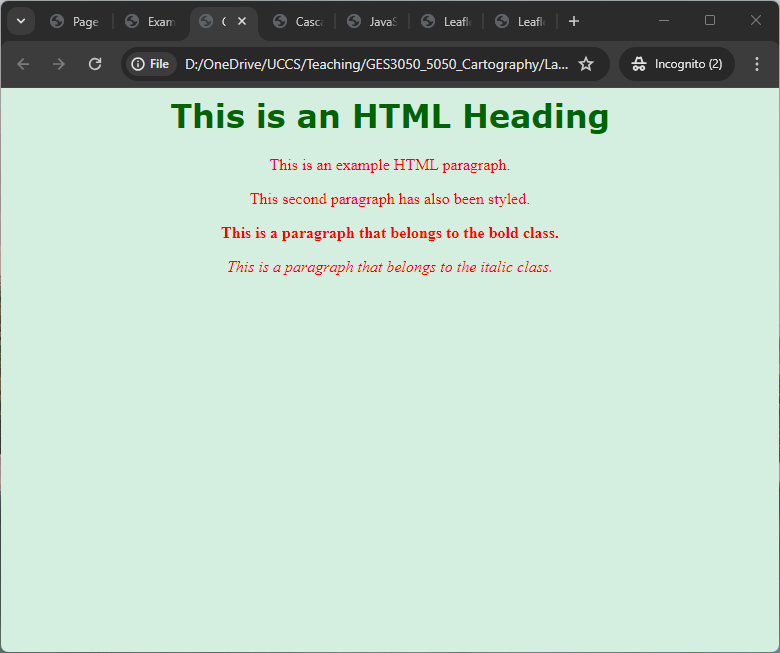 Page
Exam
C
Casca
JavaS
Leafl
Leafl
File
D:/OneDrive/UCCS/Teaching/GES3050_5050_Cartography/La...
Incognito (2)
This is an HTML Heading
This is an example HTML paragraph.
This second paragraph has also been styled.
This is a paragraph that belongs to the bold class.
This is a paragraph that belongs to the italic class.